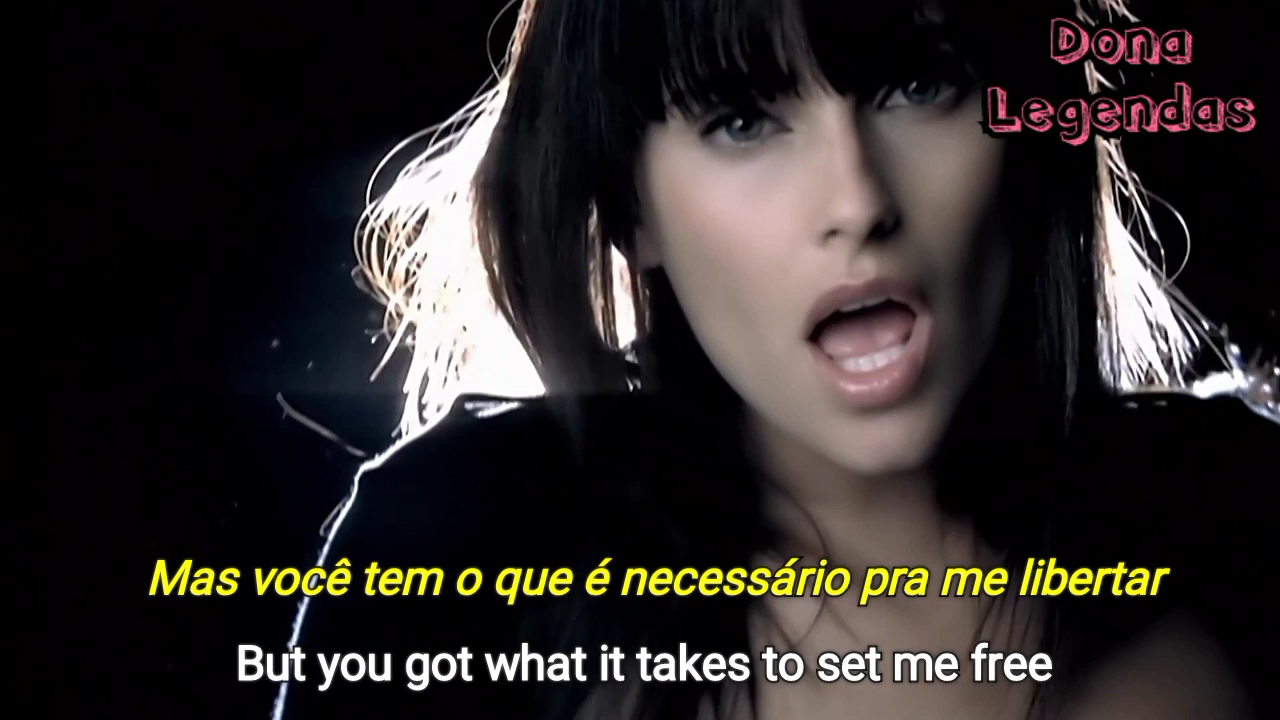 Dona
Legendas
Mas você tem o que é necessário pra me libertar
But you got what it takes to set me free